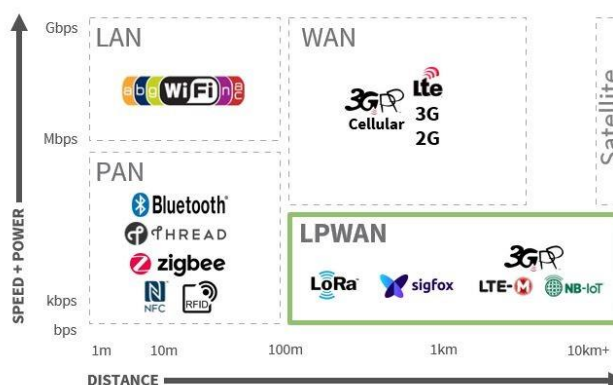 Gbps
LAN
WAN
a b g WiFi n ac
3GPP
Lte
Cellular
3G
2G
Satellite
Mbps
PAN
Bluetooth
THREAD
zigbee
NFC
RFID
LPWAN
3GPP
LoRa
sigfox
LTE-M
NB-IoT
SPEED + POWER
kbps
bps
1m
10m
100m
1km
10km+
DISTANCE